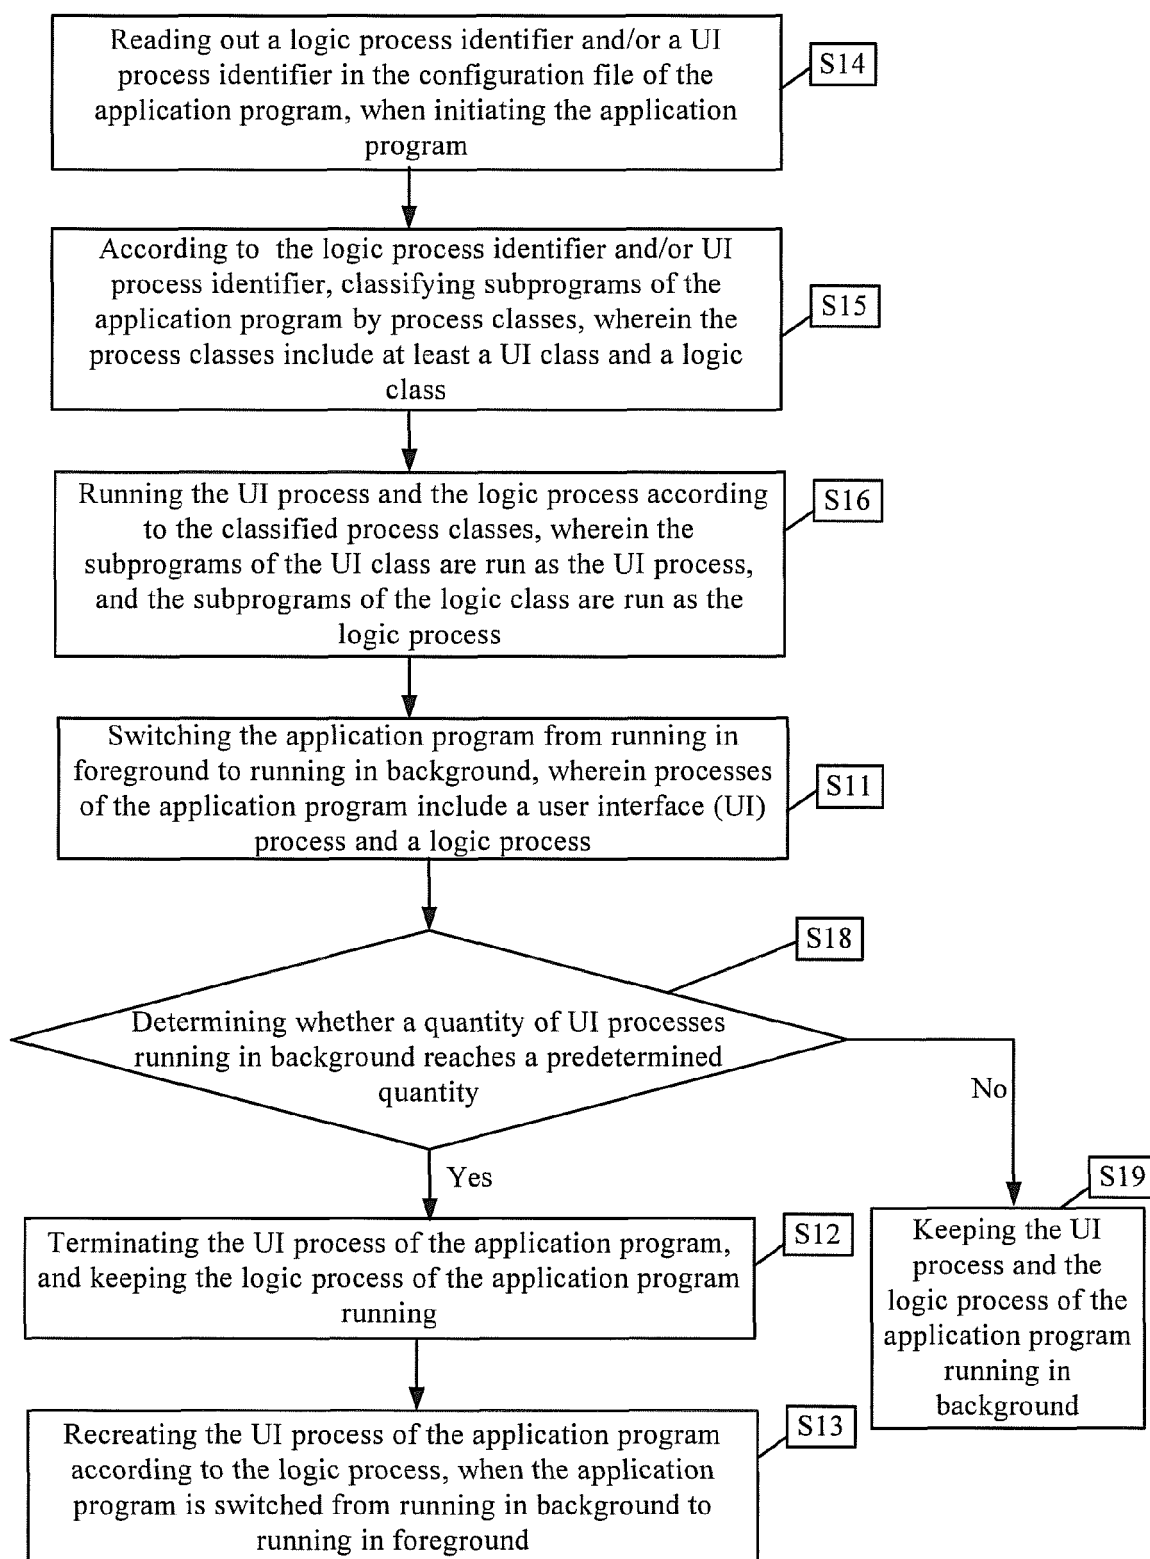 Reading out a logic process identifier and/or a UI
process identifier in the configuration file of the
application program, when initiating the application
program
S14
According to the logic process identifier and/or UI
process identifier, classifying subprograms of the
application program by process classes, wherein the
process classes include at least a UI class and a logic
class
S15
Running the UI process and the logic process according
to the classified process classes, wherein the
subprograms of the UI class are run as the UI process,
and the subprograms of the logic class are run as the
logic process
S16
Switching the application program from running in
foreground to running in background, wherein processes
of the application program include a user interface (UI)
process and a logic process
S11
S18
Determining whether a quantity of UI processes
running in background reaches a predetermined
quantity
No
Yes
S12
Terminating the UI process of the application program,
and keeping the logic process of the application program
running
S19
Keeping the UI
process and the
logic process of the
application program
running in
background
S13
Recreating the UI process of the application program
according to the logic process, when the application
program is switched from running in background to
running in foreground